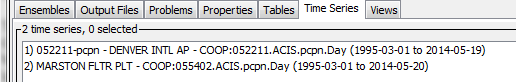 Ensembles Output Files Problems Properties Tables Time Series Views
2 time series, 0 selected
1) 052211-pcpn - DENVER INTL AP - COOP:052211.ACIS.pcpn.Day (1995-03-01 to 2014-05-19)
2) MARSTON FLTR PLT - COOP:055402.ACIS.pcpn.Day (1995-03-01 to 2014-05-20)